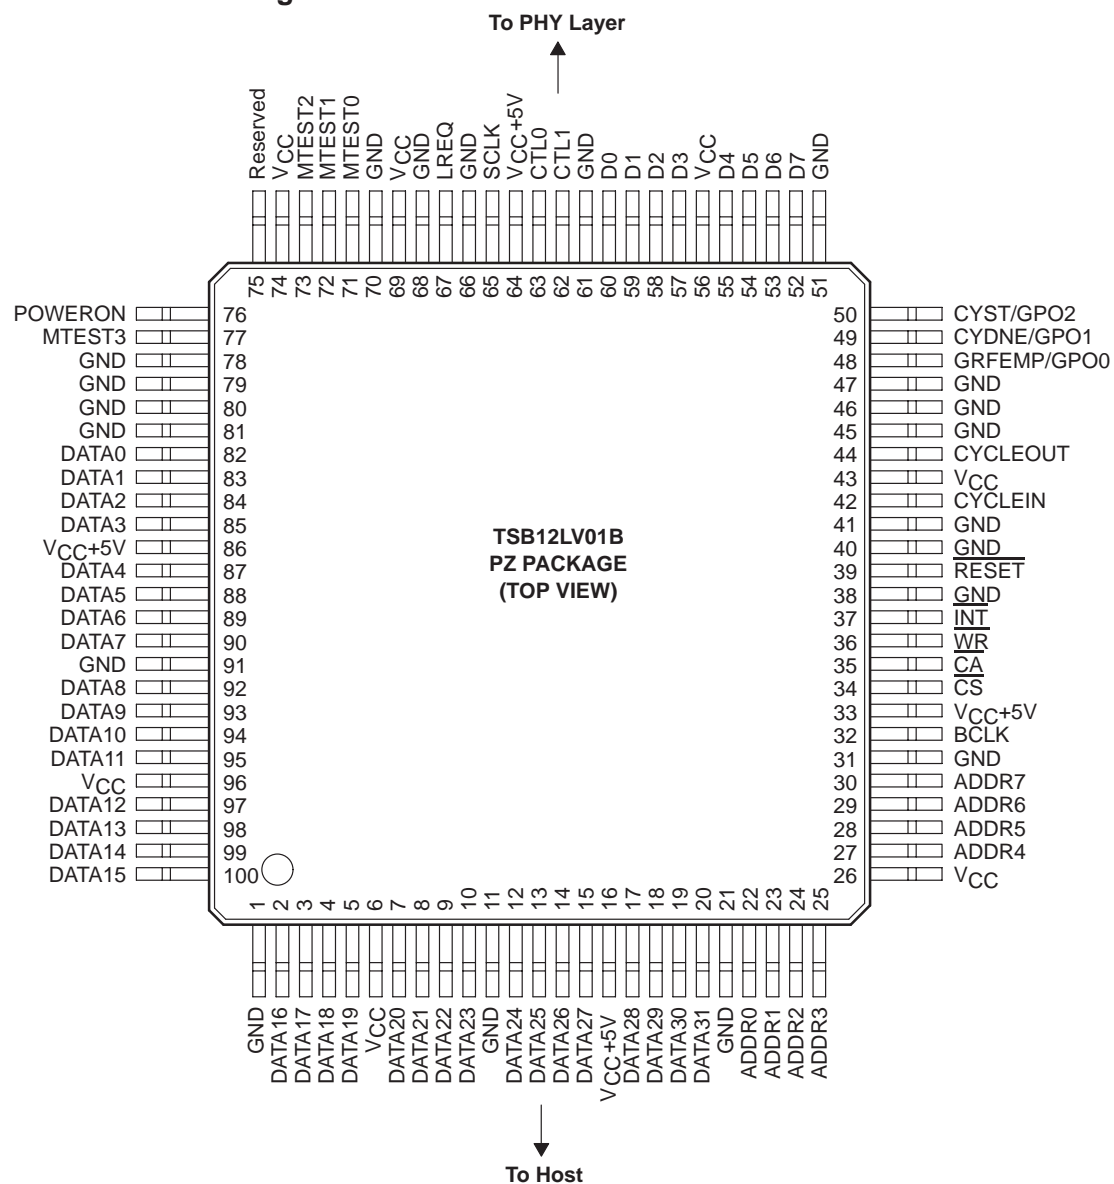 To PHY Layer
Reserved
VCC
MTEST2
MTEST1
MTEST0
GND
VCC
GND
LREQ
GND
SCLK
VCC+5V
CTL0
CTL1
GND
D0
D1
D2
D3
VCC
D4
D5
D6
D7
GND
75 74 73 72 71 70 69 68 67 66 65 64 63 62 61 60 59 58 57 56 55 54 53 52 51
POWERON 76 50 CYST/GPO2
MTEST3 77 49 CYDNE/GPO1
GND 78 48 GRFEMP/GPO0
GND 79 47 GND
GND 80 46 GND
GND 81 45 GND
DATA0 82 44 CYCLEOUT
DATA1 83 43 VCC
DATA2 84 42 CYCLEIN
DATA3 85 41 GND
VCC+5V 86 40 GND
DATA4 87 39 RESET
DATA5 88 38 GND
DATA6 89 37 INT
DATA7 90 36 WR
GND 91 35 CA
DATA8 92 34 CS
DATA9 93 33 VCC+5V
DATA10 94 32 BCLK
DATA11 95 31 GND
VCC 96 30 ADDR7
DATA12 97 29 ADDR6
DATA13 98 28 ADDR5
DATA14 99 27 ADDR4
DATA15 100 26 VCC
TSB12LV01B
PZ PACKAGE
(TOP VIEW)
1 2 3 4 5 6 7 8 9 10 11 12 13 14 15 16 17 18 19 20 21 22 23 24 25
GND
DATA16
DATA17
DATA18
DATA19
VCC
DATA20
DATA21
DATA22
DATA23
GND
DATA24
DATA25
DATA26
DATA27
VCC+5V
DATA28
DATA29
DATA30
DATA31
GND
ADDR0
ADDR1
ADDR2
ADDR3
To Host